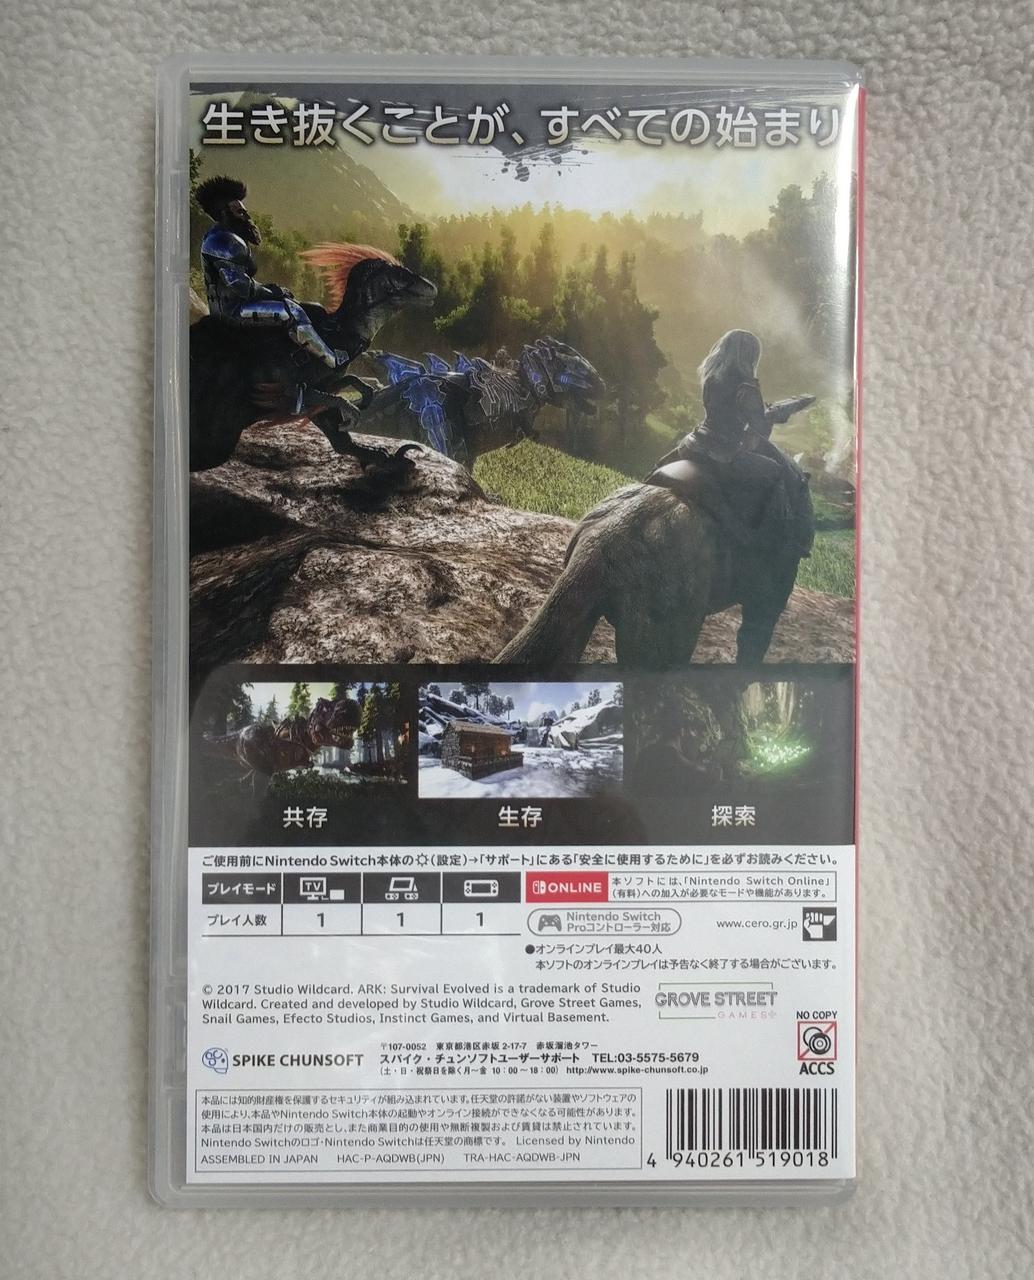 生き抜くことが、すべての始まり
共存
生存
探索
ご使用前にNintendo Switch本体の(設定)→「サポート」にある「安全に使用するために」を必ずお読みください。
プレイモード TV
プレイ人数 1 1 1
ONLINE 本ソフトには、「Nintendo Switch Online」
(有料)への加入が必要なモードや機能があります。
Nintendo Switch
Proコントローラー対応
www.cero.gr.jp
●オンラインプレイ最大40人
本ソフトのオンラインプレイは予告なく終了する場合がございます。
© 2017 Studio Wildcard. ARK: Survival Evolved is a trademark of Studio
Wildcard. Created and developed by Studio Wildcard, Grove Street Games,
Snail Games, Efecto Studios, Instinct Games, and Virtual Basement.
GROVE STREET
GAMES
NO COPY
ACCS
SPIKE CHUNSOFT
〒107-0052 東京都港区赤坂 2-17-7 赤坂溜池タワー
スパイク・チュンソフトユーザーサポート TEL:03-5575-5679
(土・日・祝祭日を除く月〜金 10:00〜18:00) http://www.spike-chunsoft.co.jp
本品には知的財産権を保護するセキュリティが組み込まれています。任天堂の許諾がない装置やソフトウェアの
使用により、本品やNintendo Switch本体の起動やオンライン接続ができなくなる可能性があります。
本品は日本国内だけの販売とし、また商業目的の使用や無断複製および賃貸は禁止されています。
Nintendo Switchのロゴ・Nintendo Switchは任天堂の商標です。 Licensed by Nintendo
ASSEMBLED IN JAPAN HAC-P-AQDWB(JPN) TRA-HAC-AQDWB-JPN
4 940261 519018